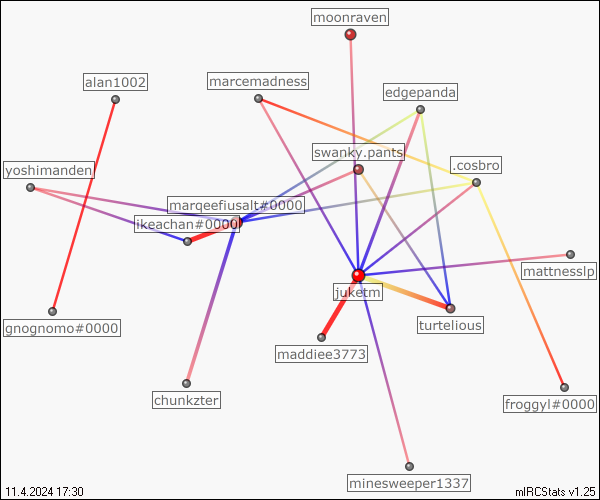 moonraven
alan1002
marcemadness
edgepanda
swanky.pants
.cosbro
yoshimanden
marqeefiusalt#0000
ikeachan#0000
mattnesslp
juketm
gnognomo#0000
turtelious
maddiee3773
chunkzter
froggyl#0000
minesweeper1337
11.4.2024 17:30
mIRCStats v1.25